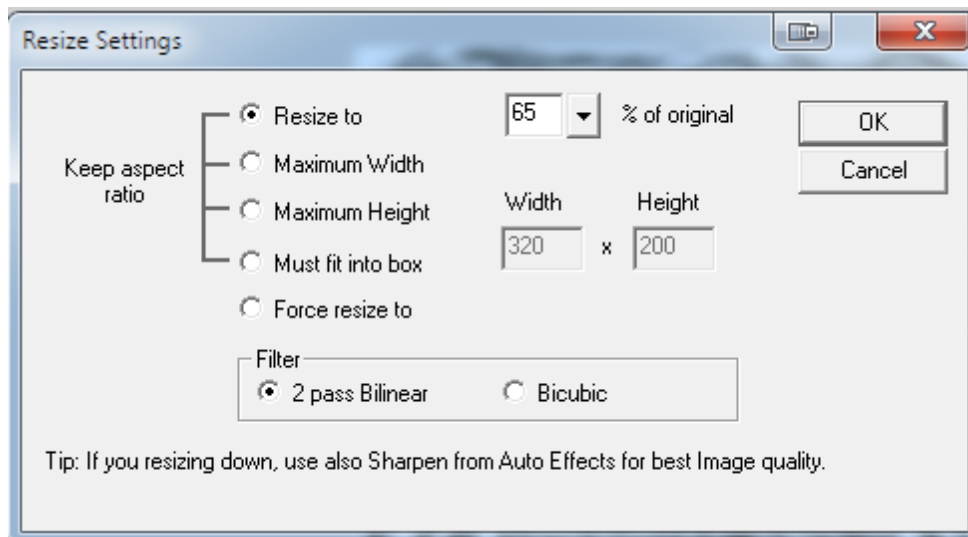 Resize Settings
Resize to
65
% of original
OK
Keep aspect
ratio
Maximum Width
Cancel
Maximum Height
Width
Height
320
x
200
Must fit into box
Force resize to
Filter
2 pass Bilinear
Bicubic
Tip: If you resizing down, use also Sharpen from Auto Effects for best Image quality.